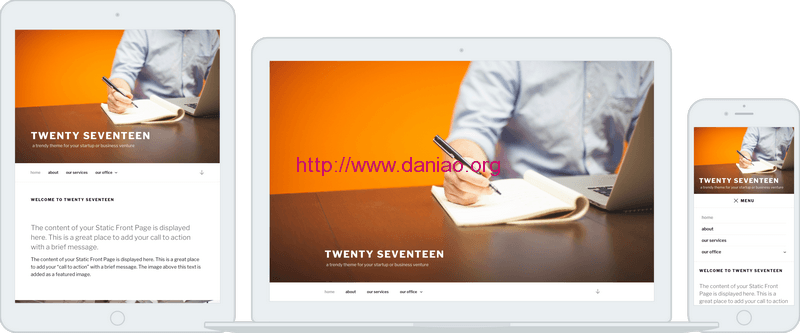 TWENTY SEVENTEEN
a trendy theme for your startup or business venture
home about our services our office
WELCOME TO TWENTY SEVENTEEN
The content of your Static Front Page is displayed
here. This is a great place to add your call to action
with a brief message.
The content of your Static Front Page is displayed here. This is a great place
to add your "call to action" with a brief message. The image above this text is
added as a featured image.
http://www.daniao.org
TWENTY SEVENTEEN
a trendy theme for your startup or business venture
home about our services our office
TWENTY SEVENTEEN
a trendy theme for your startup or business venture
MENU
home
about
our services
our office
WELCOME TO TWENTY SEVENTEEN
The content of your Static Front
Page is displayed here. This is a
great place to add your call to